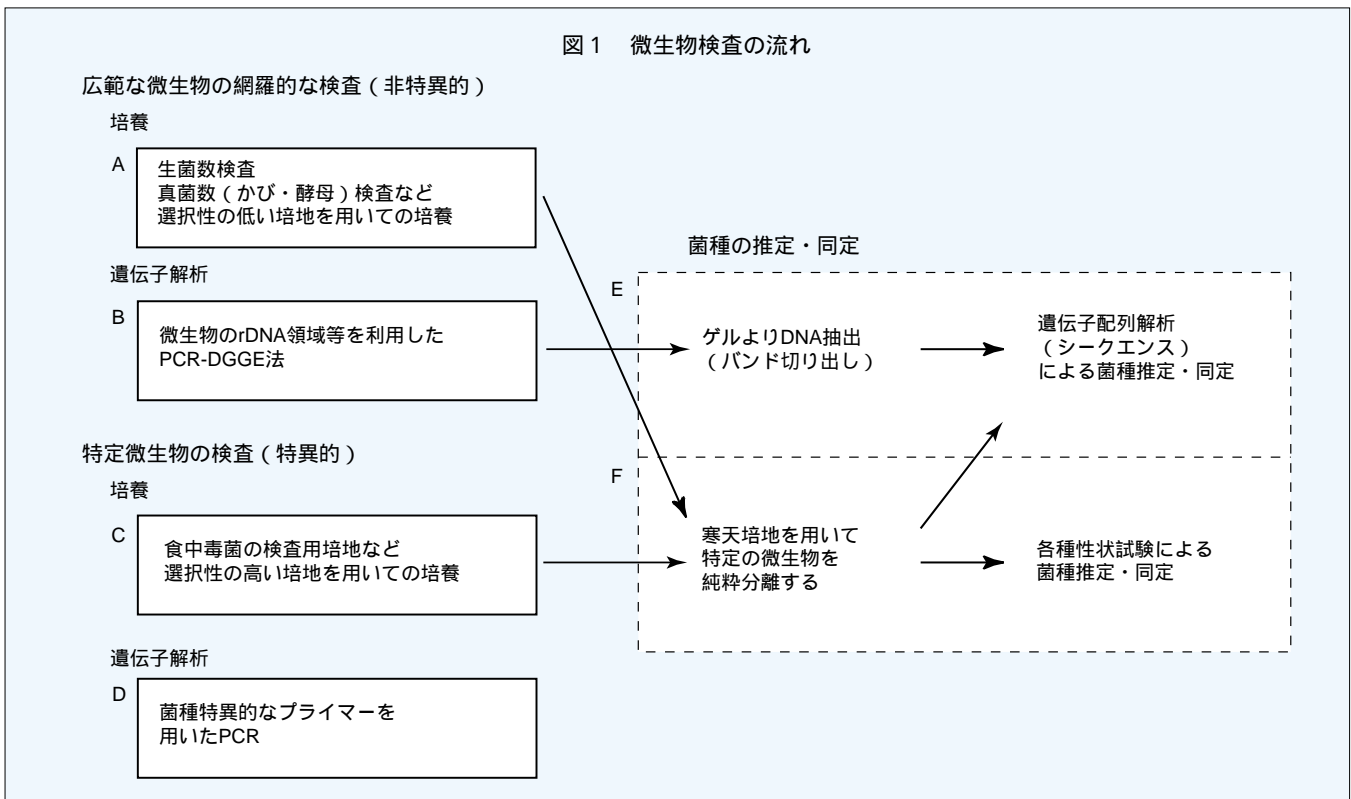 図1 微生物検査の流れ
広範な微生物の網羅的な検査（非特異的）
培養
A
生菌数検査
真菌数（かび・酵母）検査など
選択性の低い培地を用いての培養
遺伝子解析
B
微生物のrDNA領域等を利用した
PCR-DGGE法
特定微生物の検査（特異的）
培養
C
食中毒菌の検査用培地など
選択性の高い培地を用いての培養
遺伝子解析
D
菌種特異的なプライマーを
用いたPCR
菌種の推定・同定
E
ゲルよりDNA抽出
（バンド切り出し）
遺伝子配列解析
（シークエンス）
による菌種推定・同定
F
寒天培地を用いて
特定の微生物を
純粋分離する
各種性状試験による
菌種推定・同定